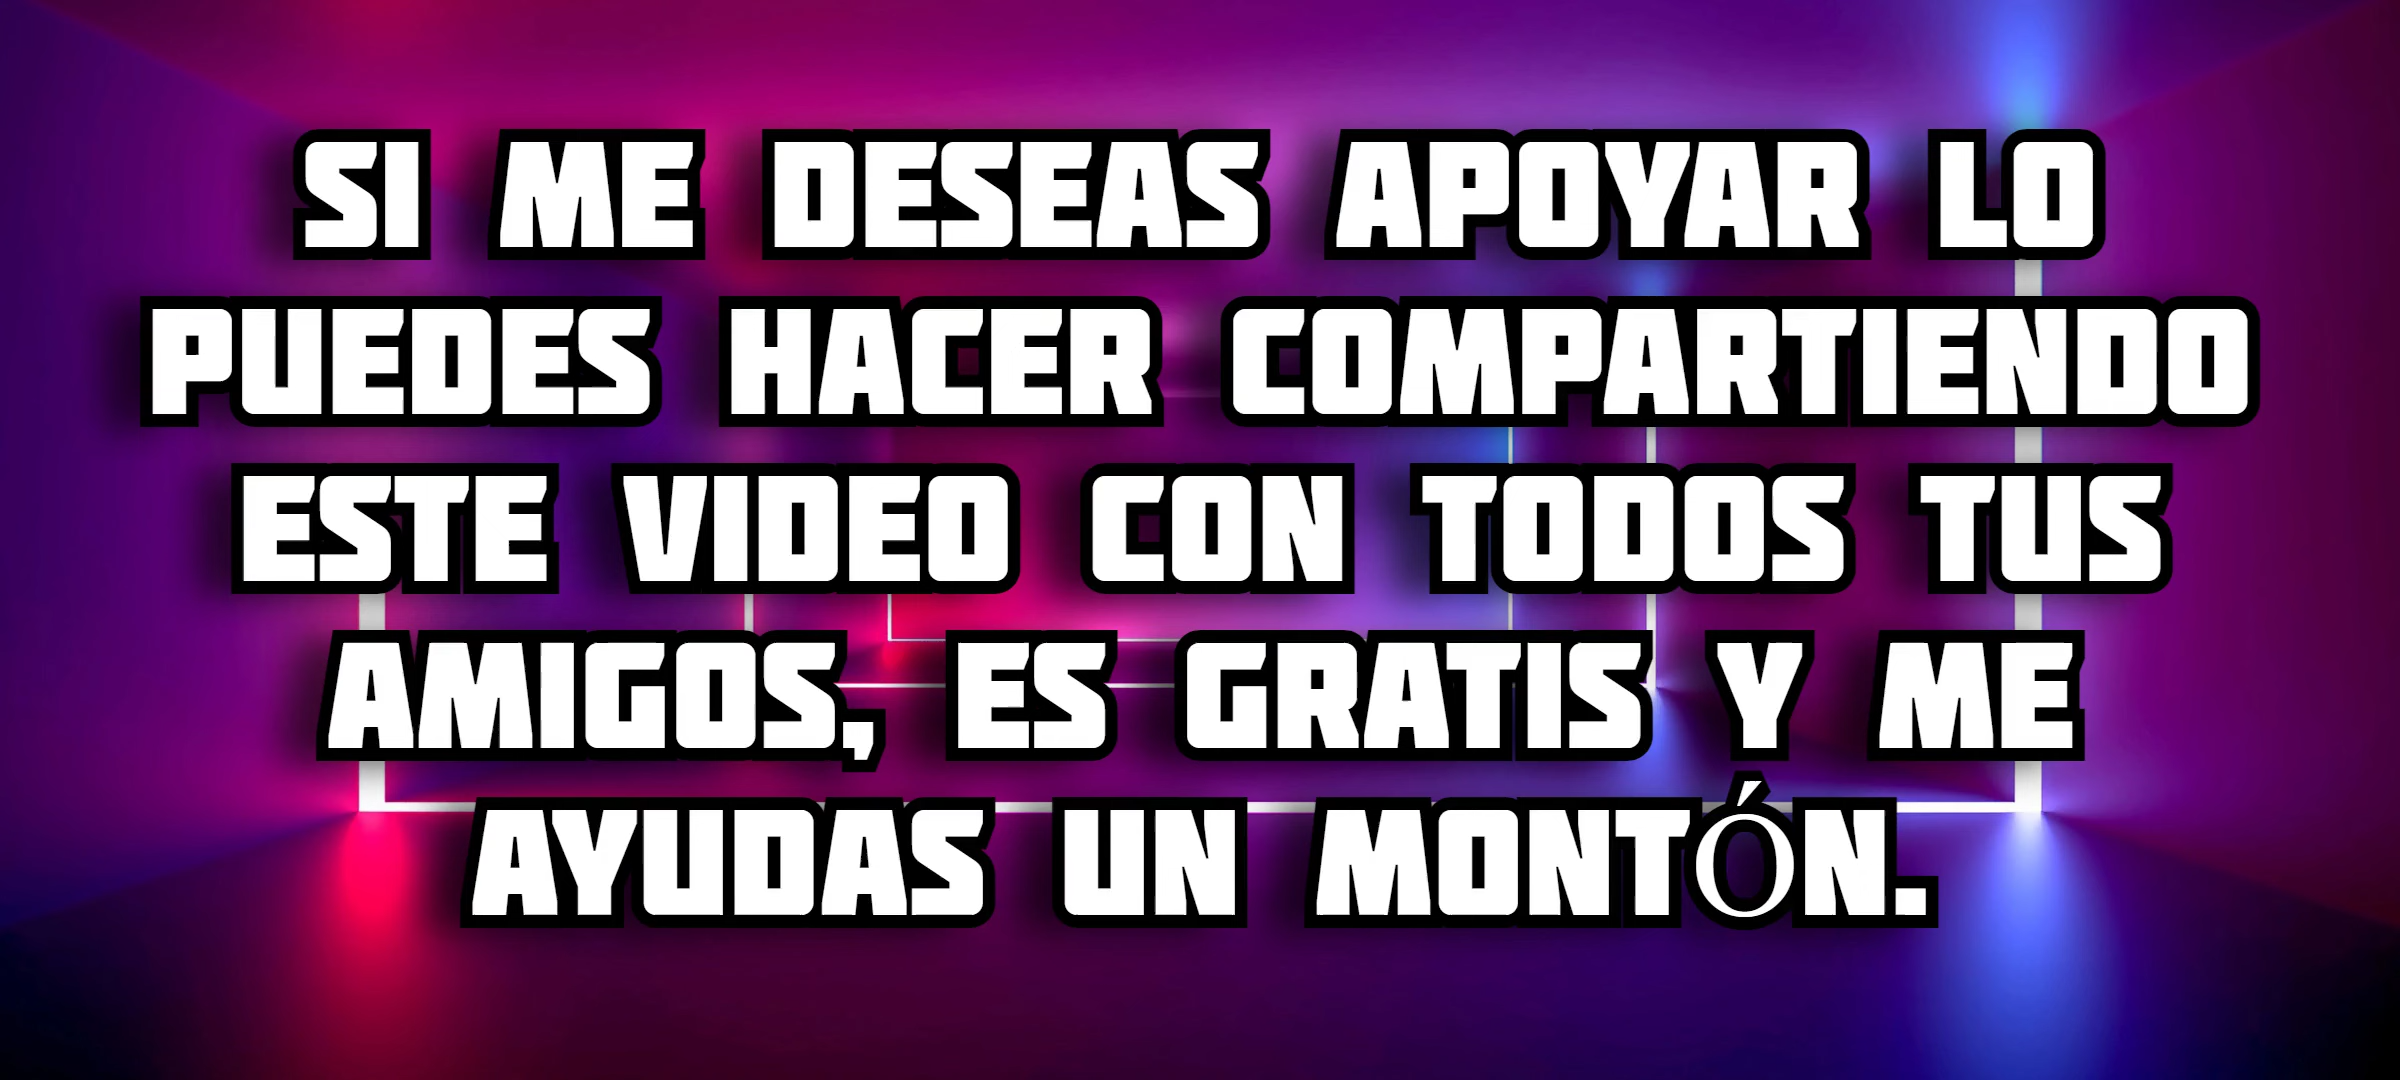 SI ME DESEAS APOYAR LO
PUEDES HACER COMPARTIENDO
ESTE VIDEO CON TODOS TUS
AMIGOS, ES GRATIS Y ME
AYUDAS UN MONTÓN.